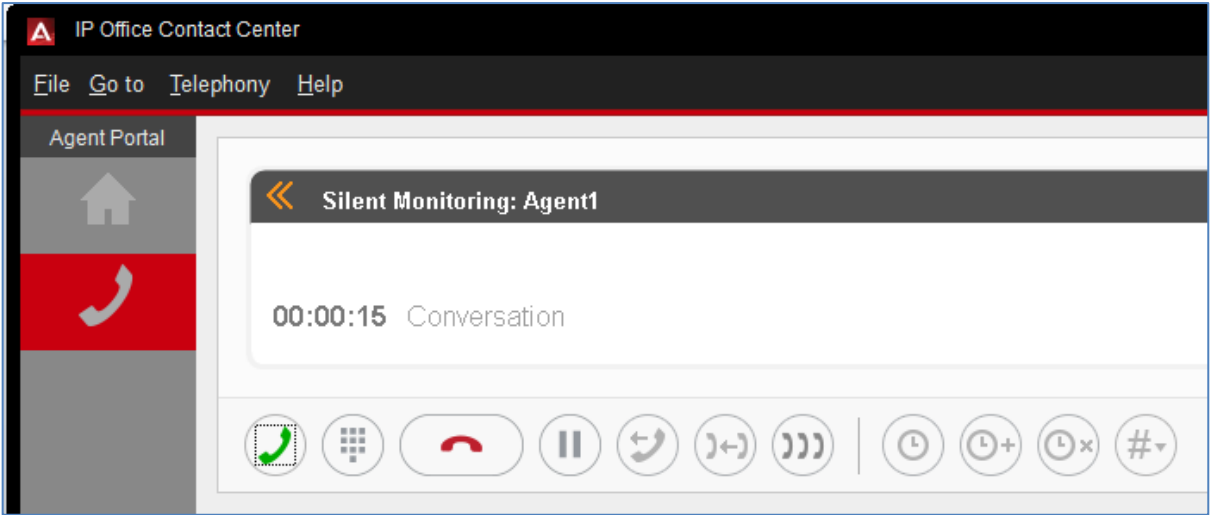 IP Office Contact Center
File Go to Telephony Help
Agent Portal
Silent Monitoring: Agent1
00:00:15 Conversation